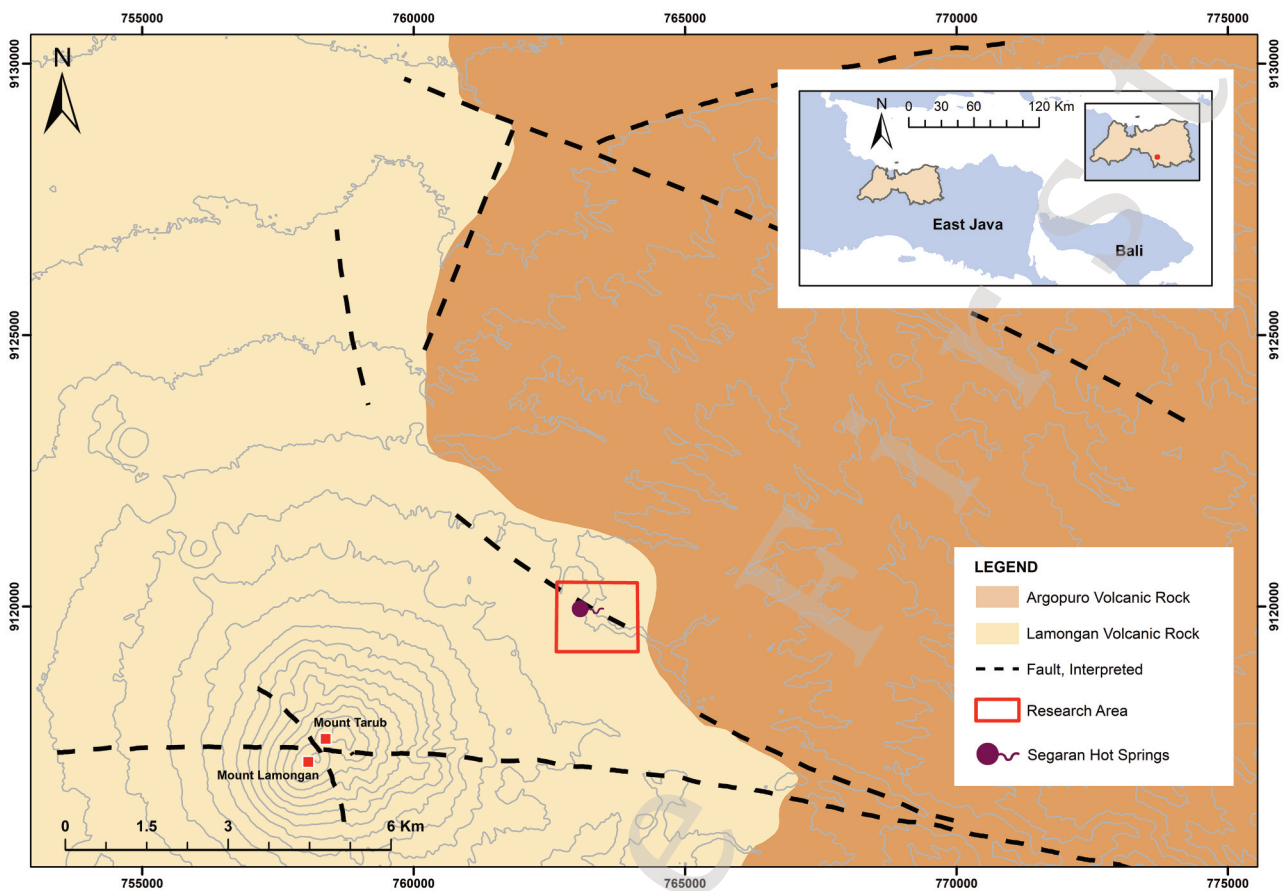 755000 760000 765000 770000 775000
9130000 9130000
N
N
0 30 60 120 Km
East Java
Bali
9125000 9125000
9120000 9120000
LEGEND
Argopuro Volcanic Rock
Lamongan Volcanic Rock
Fault, Interpreted
Research Area
Segaran Hot Springs
Mount Tarub
Mount Lamongan
0 1.5 3 6 Km
755000 760000 765000 770000 775000
e First